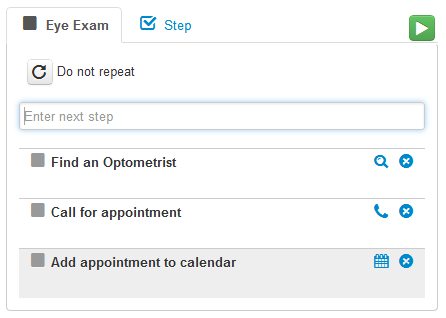 Eye Exam
Step
Do not repeat
Enter next step
Find an Optometrist
Call for appointment
Add appointment to calendar